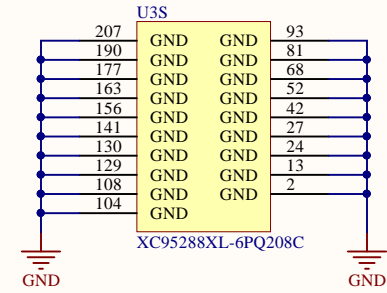 U3S
207 GND GND 93
190 GND GND 81
177 GND GND 68
163 GND GND 52
156 GND GND 42
141 GND GND 27
130 GND GND 24
129 GND GND 13
108 GND GND 2
104 GND
XC95288XL-6PQ208C
GND GND